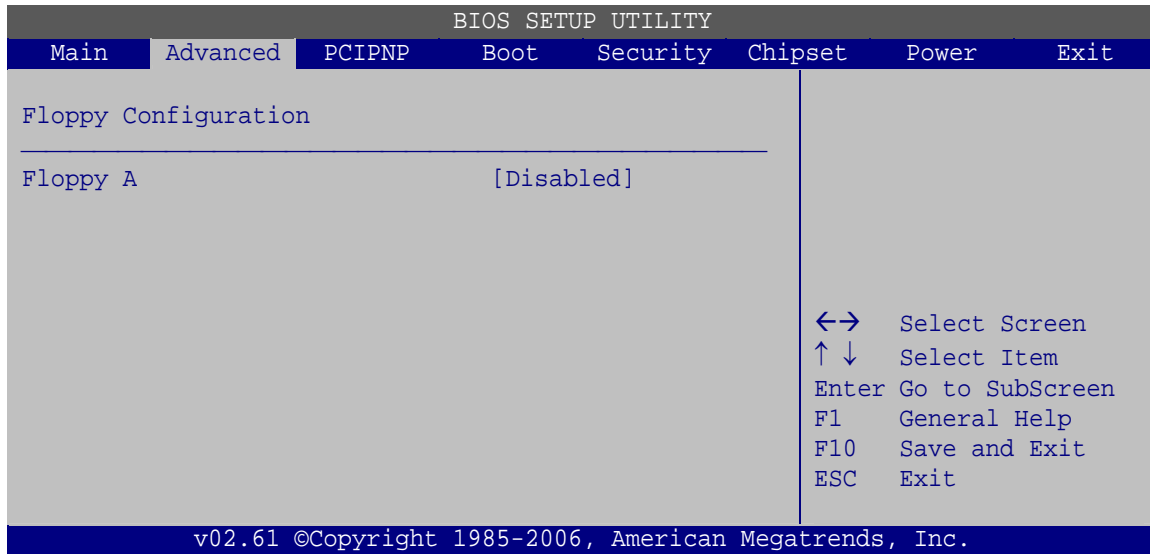 BIOS SETUP UTILITY
Main Advanced PCIPNP Boot Security Chipset Power Exit
Floppy Configuration
Floppy A [Disabled]
←→ Select Screen
↑ ↓ Select Item
Enter Go to SubScreen
F1 General Help
F10 Save and Exit
ESC Exit
v02.61 ©Copyright 1985-2006, American Megatrends, Inc.